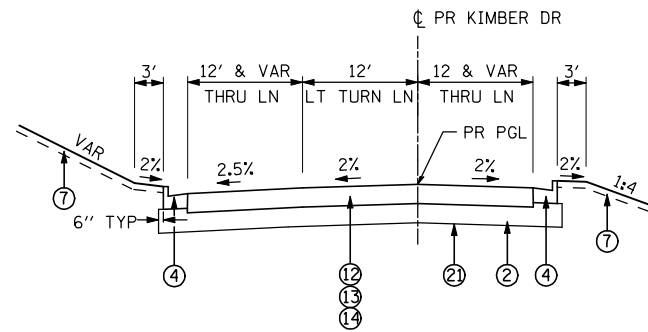 ℄ PR KIMBER DR
3' 12' & VAR 12' 12 & VAR 3'
THRU LN LT TURN LN THRU LN
PR PGL
VAR 2% 2.5% 2% 2% 2% 1:4
7 7
6'' TYP
4 12 21 2 4
13
14